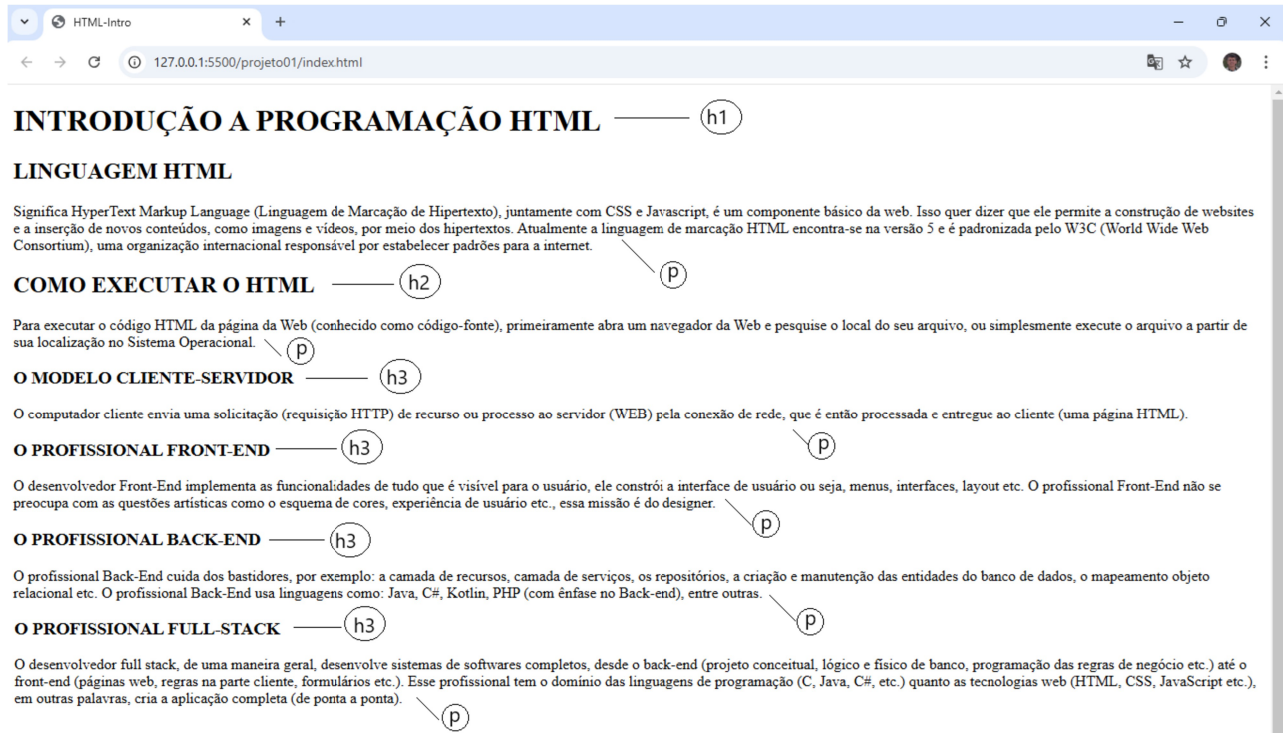 HTML-Intro
127.0.0.1:5500/projeto01/index.html
INTRODUÇÃO A PROGRAMAÇÃO HTML h1
LINGUAGEM HTML
Significa HyperText Markup Language (Linguagem de Marcação de Hipertexto), juntamente com CSS e Javascript, é um componente básico da web. Isso quer dizer que ele permite a construção de websites
e a inserção de novos conteúdos, como imagens e vídeos, por meio dos hipertextos. Atualmente a linguagem de marcação HTML encontra-se na versão 5 e é padronizada pelo W3C (World Wide Web
Consortium), uma organização internacional responsável por estabelecer padrões para a internet.
p
COMO EXECUTAR O HTML h2
Para executar o código HTML da página da Web (conhecido como código-fonte), primeiramente abra um navegador da Web e pesquise o local do seu arquivo, ou simplesmente execute o arquivo a partir de
sua localização no Sistema Operacional.
p
O MODELO CLIENTE-SERVIDOR h3
O computador cliente envia uma solicitação (requisição HTTP) de recurso ou processo ao servidor (WEB) pela conexão de rede, que é então processada e entregue ao cliente (uma página HTML).
p
O PROFISSIONAL FRONT-END h3
O desenvolvedor Front-End implementa as funcionalidades de tudo que é visível para o usuário, ele constrói a interface de usuário ou seja, menus, interfaces, layout etc. O profissional Front-End não se
preocupa com as questões artísticas como o esquema de cores, experiência de usuário etc., essa missão é do designer.
p
O PROFISSIONAL BACK-END h3
O profissional Back-End cuida dos bastidores, por exemplo: a camada de recursos, camada de serviços, os repositórios, a criação e manutenção das entidades do banco de dados, o mapeamento objeto
relacional etc. O profissional Back-End usa linguagens como: Java, C#, Kotlin, PHP (com ênfase no Back-end), entre outras.
p
O PROFISSIONAL FULL-STACK h3
O desenvolvedor full stack, de uma maneira geral, desenvolve sistemas de softwares completos, desde o back-end (projeto conceitual, lógico e físico de banco, programação das regras de negócio etc.) até o
front-end (páginas web, regras na parte cliente, formulários etc.). Esse profissional tem o domínio das linguagens de programação (C, Java, C#, etc.) quanto as tecnologias web (HTML, CSS, JavaScript etc.),
em outras palavras, cria a aplicação completa (de ponta a ponta).
p